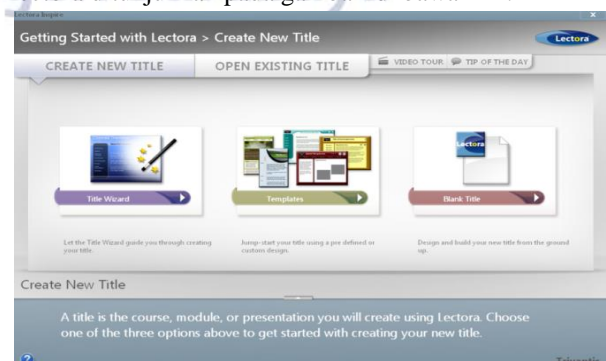 Lectora Inspire
Getting Started with Lectora > Create New Title
Lectora
CREATE NEW TITLE
OPEN EXISTING TITLE
VIDEO TOUR
TIP OF THE DAY
Lectora
Title Wizard
Templates
Blank Title
Let the Title Wizard guide you through creating
your title.
Jump-start your title using a pre defined or
custom design.
Design and build your new title from the ground
up.
Create New Title
A title is the course, module, or presentation you will create using Lectora. Choose
one of the three options above to get started with creating your new title.